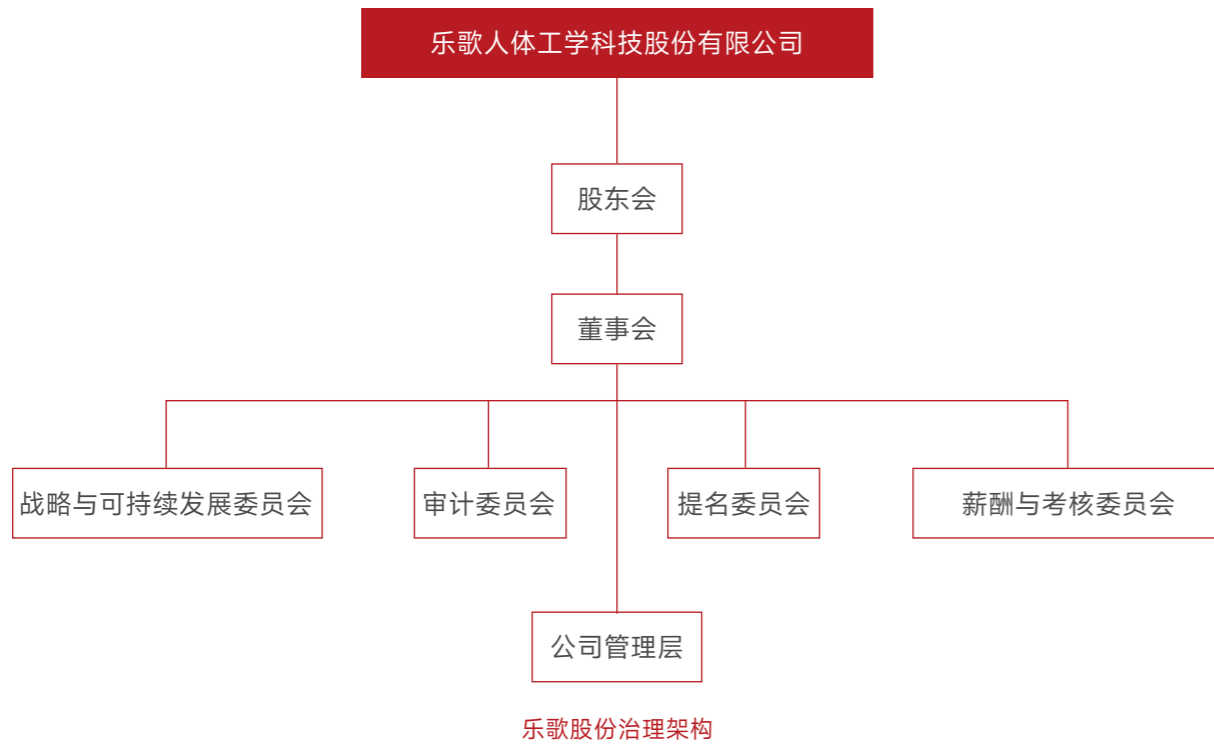 乐歌人体工学科技股份有限公司
股东会
董事会
战略与可持续发展委员会
审计委员会
提名委员会
薪酬与考核委员会
公司管理层
乐歌股份治理架构